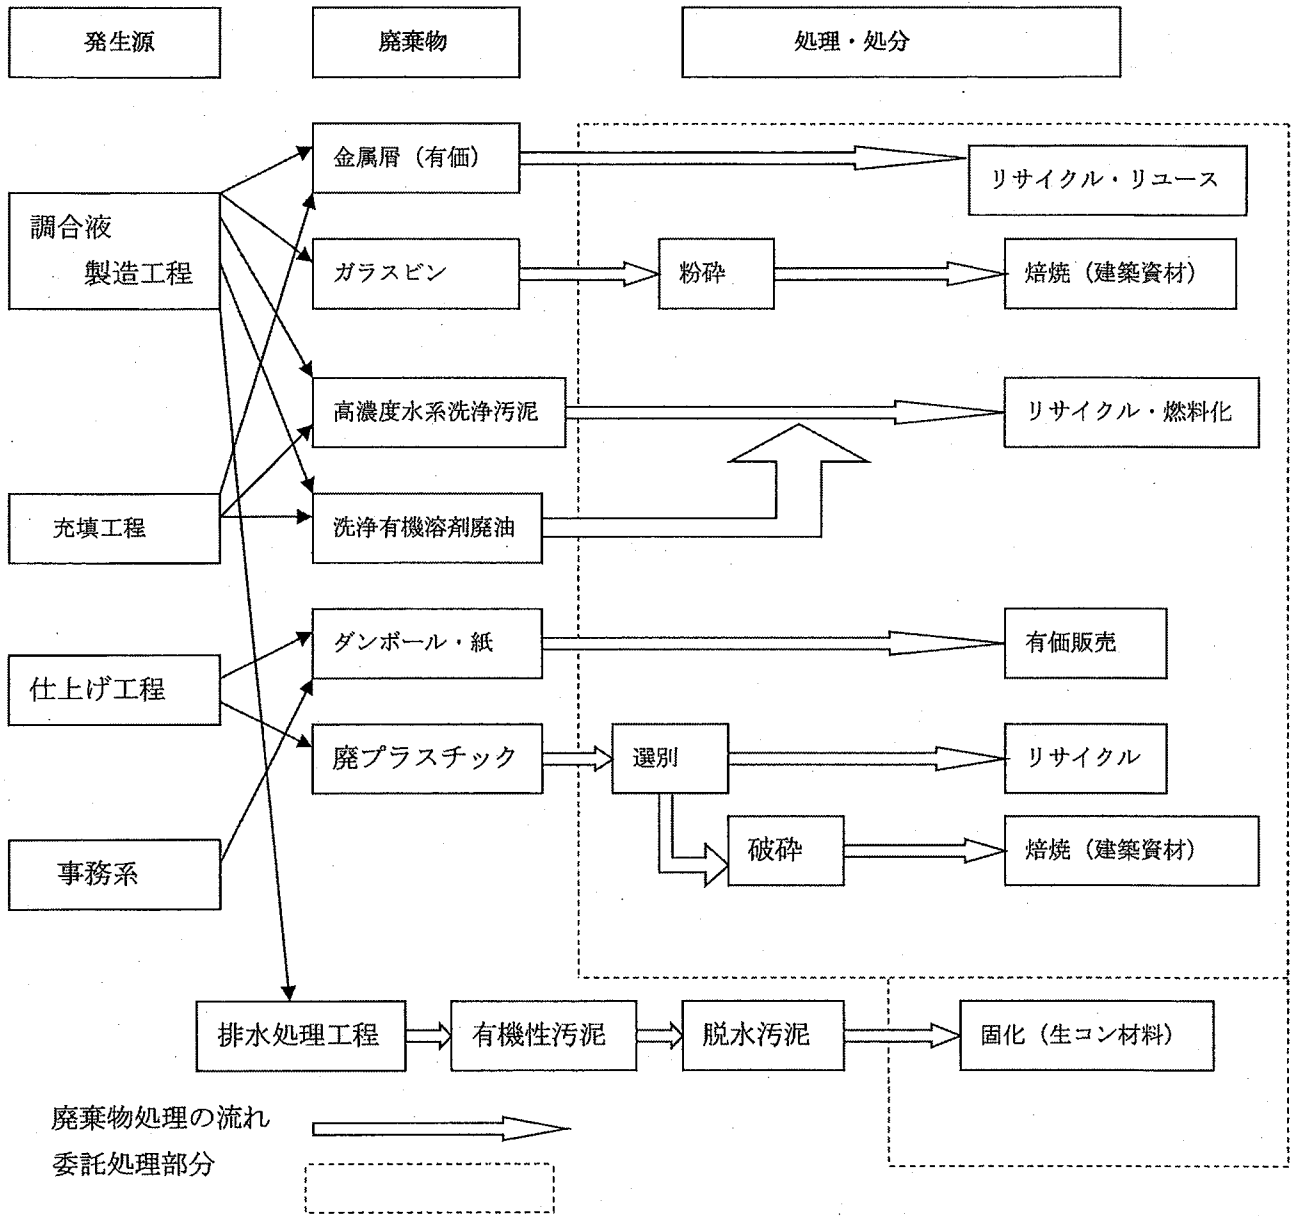 発生源
廃棄物
処理・処分
金属屑（有価）
リサイクル・リユース
調合液
製造工程
ガラスビン
粉砕
焙焼（建築資材）
高濃度水系洗浄汚泥
リサイクル・燃料化
充填工程
洗浄有機溶剤廃油
ダンボール・紙
有価販売
仕上げ工程
廃プラスチック
選別
リサイクル
破砕
焙焼（建築資材）
事務系
排水処理工程
有機性汚泥
脱水汚泥
固化（生コン材料）
廃棄物処理の流れ
委託処理部分